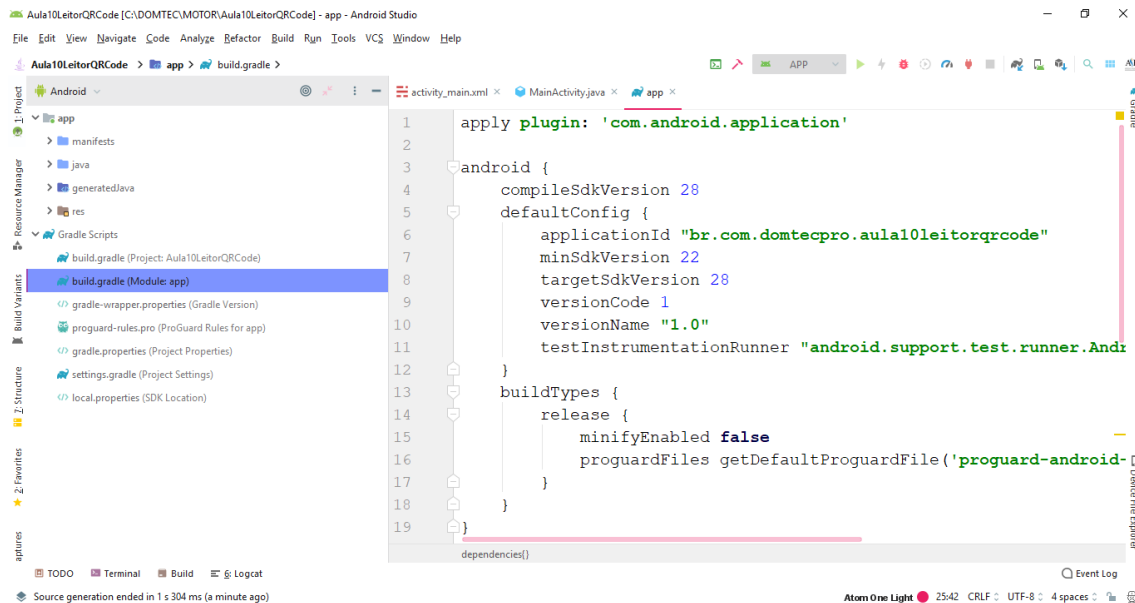 Aula10LeitorQRCode [C:\DOMTEC\MOTOR\Aula10LeitorQRCode] - app - Android Studio
File Edit View Navigate Code Analyze Refactor Build Run Tools VCS Window Help
Aula10LeitorQRCode app build.gradle
APP
1: Project
Resource Manager
Build Variants
7: Structure
2: Favorites
aptures
Android
app
manifests
java
generatedJava
res
Gradle Scripts
build.gradle (Project: Aula10LeitorQRCode)
build.gradle (Module: app)
gradle-wrapper.properties (Gradle Version)
proguard-rules.pro (ProGuard Rules for app)
gradle.properties (Project Properties)
settings.gradle (Project Settings)
local.properties (SDK Location)
activity_main.xml MainActivity.java app
1 apply plugin: 'com.android.application'
2
3 android {
4 compileSdkVersion 28
5 defaultConfig {
6 applicationId "br.com.domtecpro.aula10leitorqrcode"
7 minSdkVersion 22
8 targetSdkVersion 28
9 versionCode 1
10 versionName "1.0"
11 testInstrumentationRunner "android.support.test.runner.Andr
12 }
13 buildTypes {
14 release {
15 minifyEnabled false
16 proguardFiles getDefaultProguardFile('proguard-android-
17 }
18 }
19 }
dependencies{}
Gradle
Device File Explorer
TODO Terminal Build 6: Logcat Event Log
Source generation ended in 1 s 304 ms (a minute ago) Atom One Light 25:42 CRLF UTF-8 4 spaces